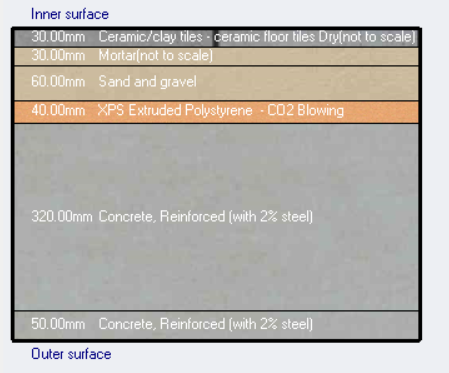 Inner surface
30.00mm Ceramic/clay tiles - ceramic floor tiles Dry(not to scale)
30.00mm Mortar(not to scale)
60.00mm Sand and gravel
40.00mm XPS Extruded Polystyrene - CO2 Blowing
320.00mm Concrete, Reinforced (with 2% steel)
50.00mm Concrete, Reinforced (with 2% steel)
Outer surface